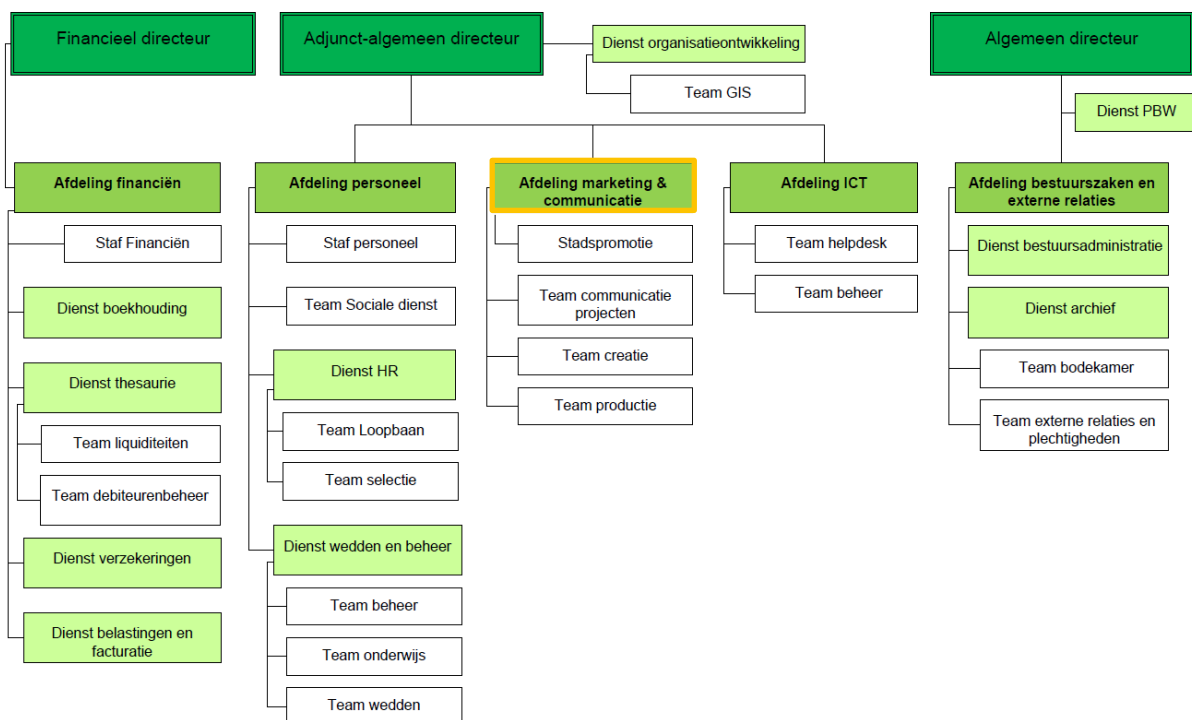 Financieel directeur
Adjunct-algemeen directeur
Dienst organisatieontwikkeling
Team GIS
Algemeen directeur
Dienst PBW
Afdeling financiën
Staf Financiën
Dienst boekhouding
Dienst thesaurie
Team liquiditeiten
Team debiteurenbeheer
Dienst verzekeringen
Dienst belastingen en
facturatie
Afdeling personeel
Staf personeel
Team Sociale dienst
Dienst HR
Team Loopbaan
Team selectie
Dienst wedden en beheer
Team beheer
Team onderwijs
Team wedden
Afdeling marketing &
communicatie
Stadspromotie
Team communicatie
projecten
Team creatie
Team productie
Afdeling ICT
Team helpdesk
Team beheer
Afdeling bestuurszaken en
externe relaties
Dienst bestuursadministratie
Dienst archief
Team bodekamer
Team externe relaties en
plechtigheden